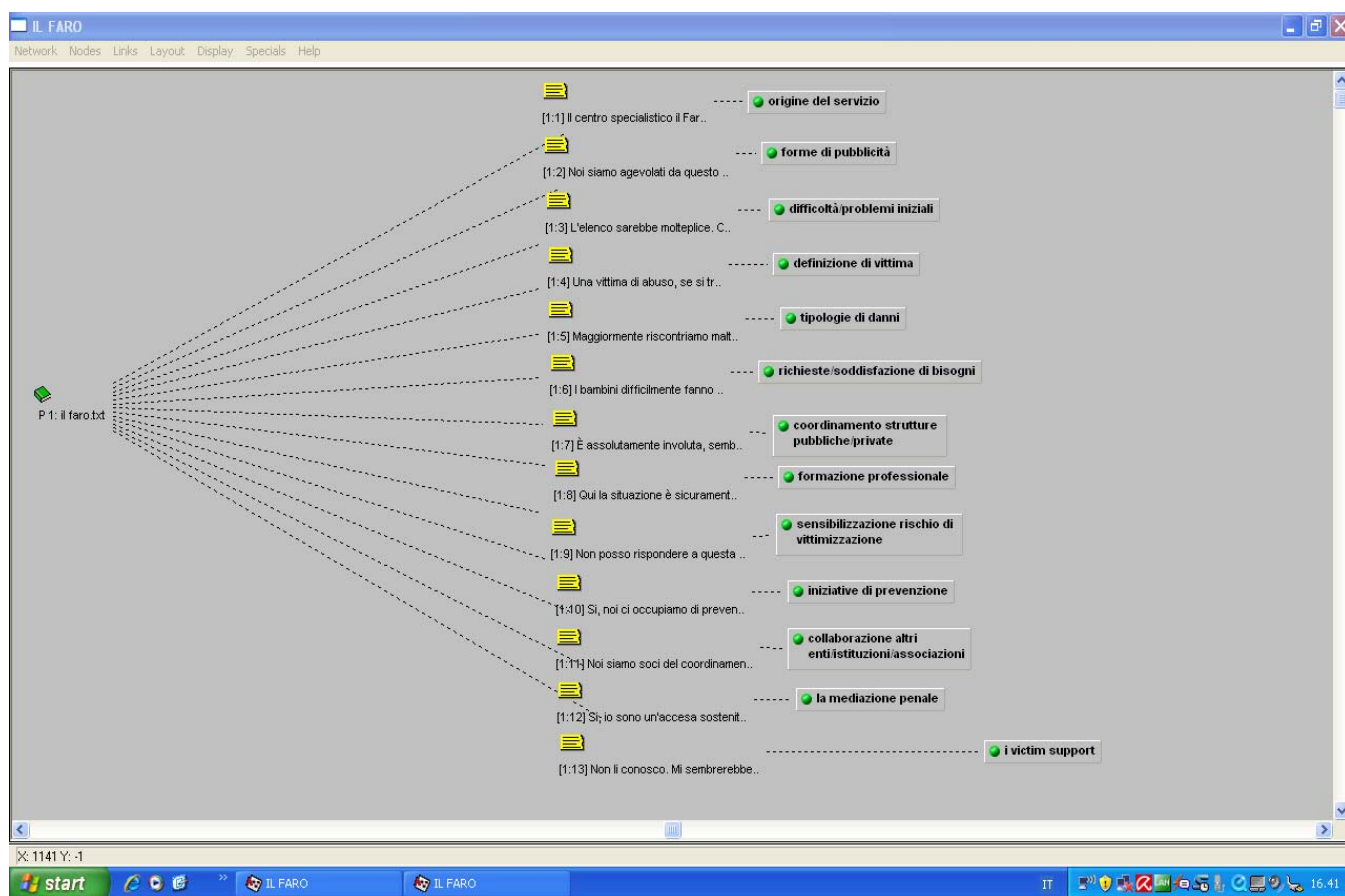 IL FARO
Network Nodes Links Layout Display Specials Help
origine del servizio
[1:1] Il centro specialistico il Far..
forme di pubblicità
[1:2] Noi siamo agevolati da questo ..
difficoltà/problemi iniziali
[1:3] L'elenco sarebbe molteplice. C..
definizione di vittima
[1:4] Una vittima di abuso, se si tr..
tipologie di danni
[1:5] Maggiormente riscontriamo malt..
richieste/soddisfazione di bisogni
[1:6] I bambini difficilmente fanno ..
P 1: il faro.txt
coordinamento strutture
pubbliche/private
[1:7] È assolutamente involuta, semb..
formazione professionale
[1:8] Qui la situazione è sicurament..
sensibilizzazione rischio di
vittimizzazione
[1:9] Non posso rispondere a questa ..
iniziative di prevenzione
[1:10] Si, noi ci occupiamo di preven..
collaborazione altri
enti/istituzioni/associazioni
[1:11] Noi siamo soci del coordinamen..
la mediazione penale
[1:12] Si, io sono un'accesa sostenit..
i victim support
[1:13] Non li conosco. Mi sembrerebbe..
X: 1141 Y: -1
start IL FARO IL FARO IT 16.41